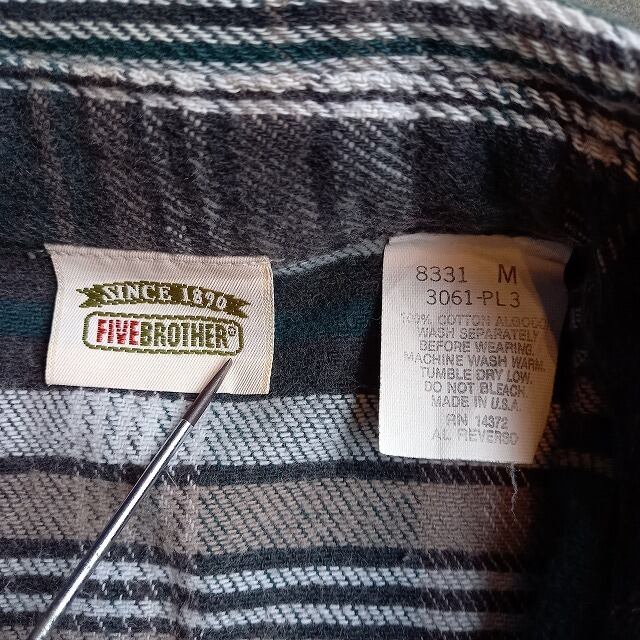 SINCE 1890
FIVEBROTHER®
8331 M
3061-PL3
100% COTTON ALGODON
WASH SEPARATELY
BEFORE WEARING.
MACHINE WASH WARM.
TUMBLE DRY LOW.
DO NOT BLEACH.
MADE IN U.S.A.
RN 14372
AL REVERSO